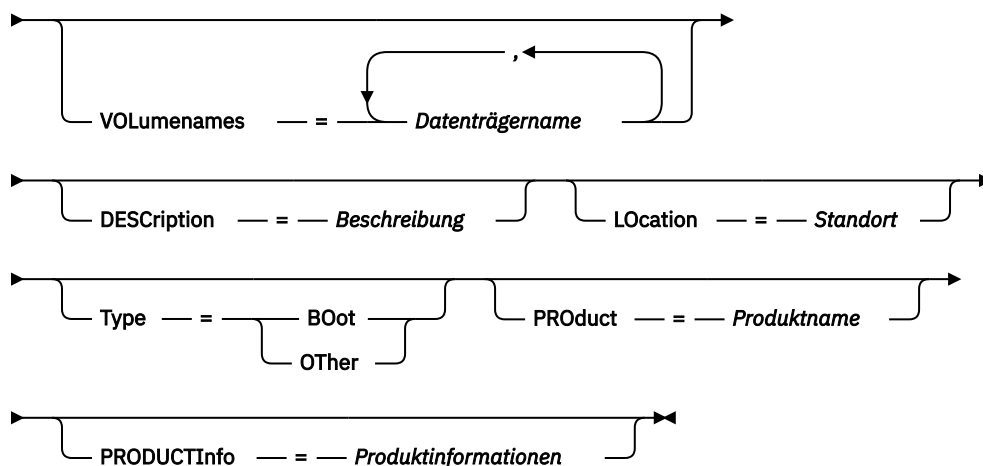 ,
VOLumenames = Datenträgername
DESCription = Beschreibung LOcation = Standort
Type = BOot PROduct = Produktname
OTher
PRODUCTInfo = Produktinformationen